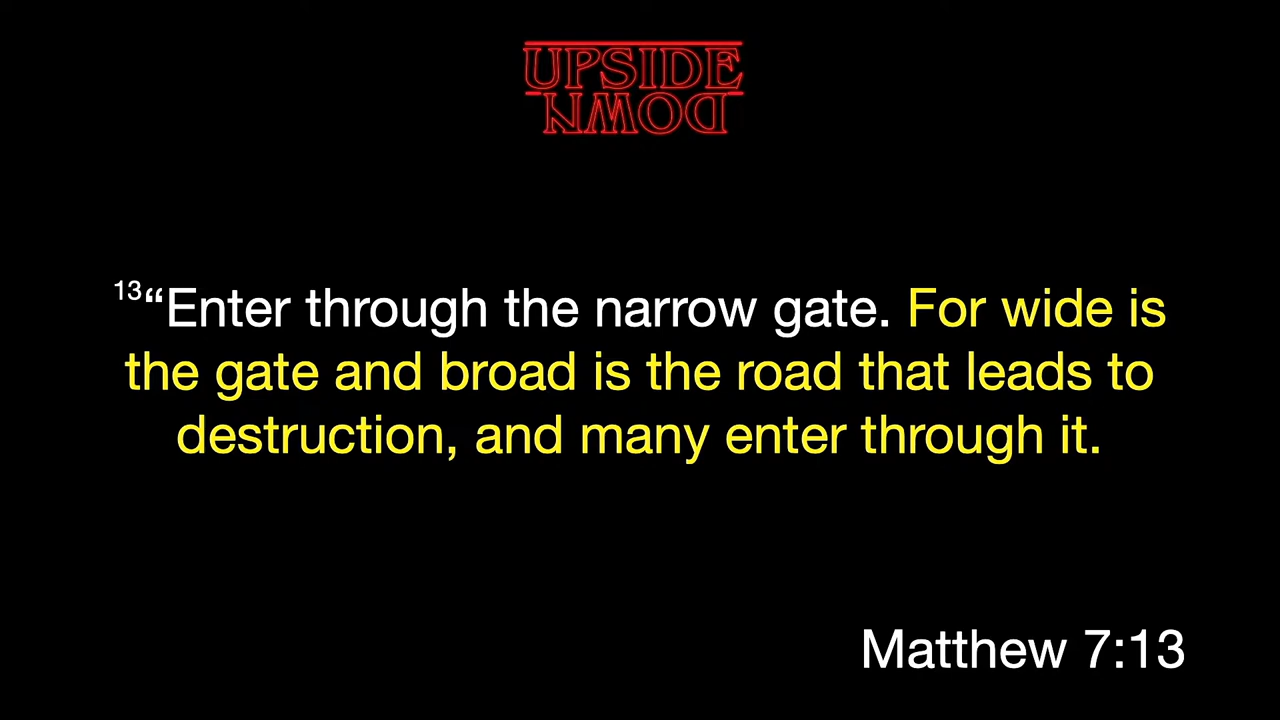 UPSIDE
DOWN
13“Enter through the narrow gate. For wide is
the gate and broad is the road that leads to
destruction, and many enter through it.
Matthew 7:13